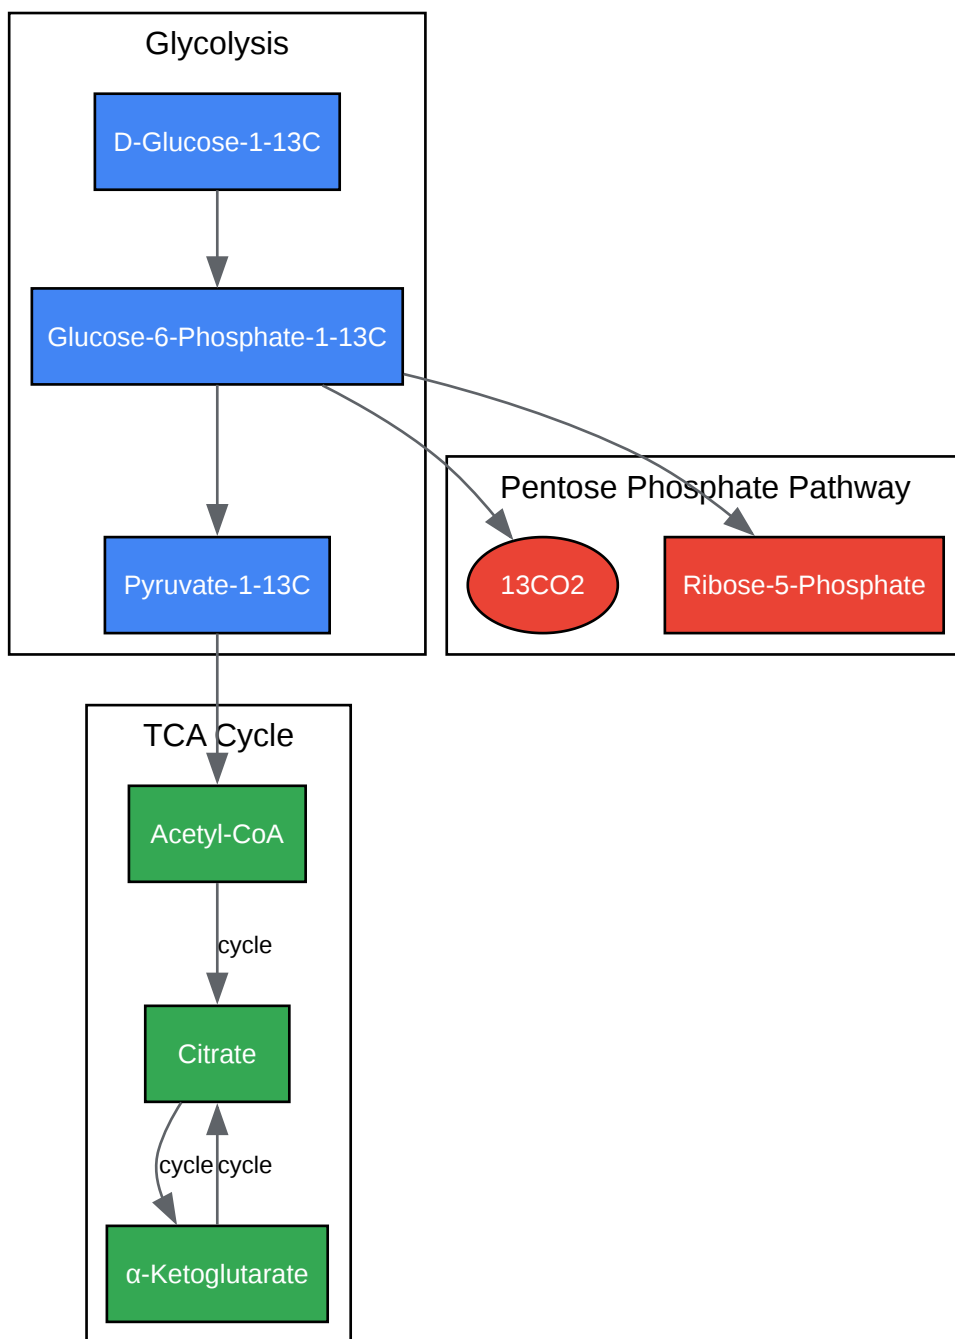 Glycolysis
D-Glucose-1-13C
Glucose-6-Phosphate-1-13C
Pyruvate-1-13C
Pentose Phosphate Pathway
13CO2
Ribose-5-Phosphate
TCA Cycle
Acetyl-CoA
cycle
Citrate
cycle
cycle
α-Ketoglutarate